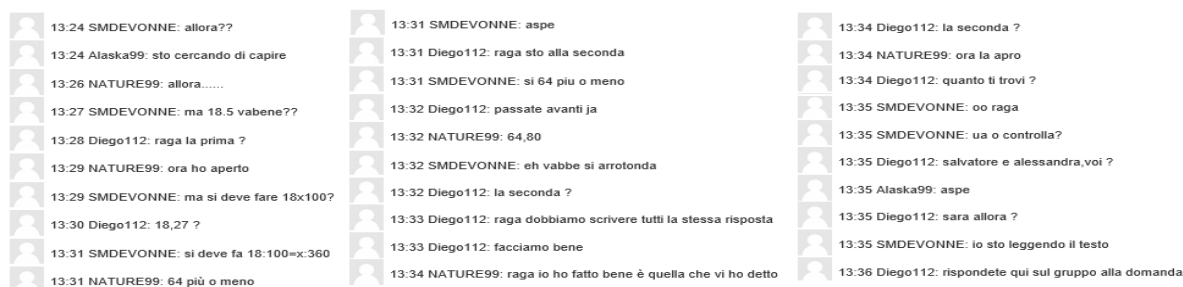 13:24 SMDEVONNE: allora??
13:24 Alaska99: sto cercando di capire
13:26 NATURE99: allora......
13:27 SMDEVONNE: ma 18.5 vabene??
13:28 Diego112: raga la prima ?
13:29 NATURE99: ora ho aperto
13:29 SMDEVONNE: ma si deve fare 18x100?
13:30 Diego112: 18,27 ?
13:31 SMDEVONNE: si deve fa 18:100=x:360
13:31 NATURE99: 64 più o meno
13:31 SMDEVONNE: aspe
13:31 Diego112: raga sto alla seconda
13:31 SMDEVONNE: si 64 piu o meno
13:32 Diego112: passate avanti ja
13:32 NATURE99: 64,80
13:32 SMDEVONNE: eh vabbe si arrotonda
13:32 Diego112: la seconda ?
13:33 Diego112: raga dobbiamo scrivere tutti la stessa risposta
13:33 Diego112: facciamo bene
13:34 NATURE99: raga io ho fatto bene è quella che vi ho detto
13:34 Diego112: la seconda ?
13:34 NATURE99: ora la apro
13:34 Diego112: quanto ti trovi ?
13:35 SMDEVONNE: oo raga
13:35 SMDEVONNE: ua o controlla?
13:35 Diego112: salvatore e alessandra,voi ?
13:35 Alaska99: aspe
13:35 Diego112: sara allora ?
13:35 SMDEVONNE: io sto leggendo il testo
13:36 Diego112: rispondete qui sul gruppo alla domanda